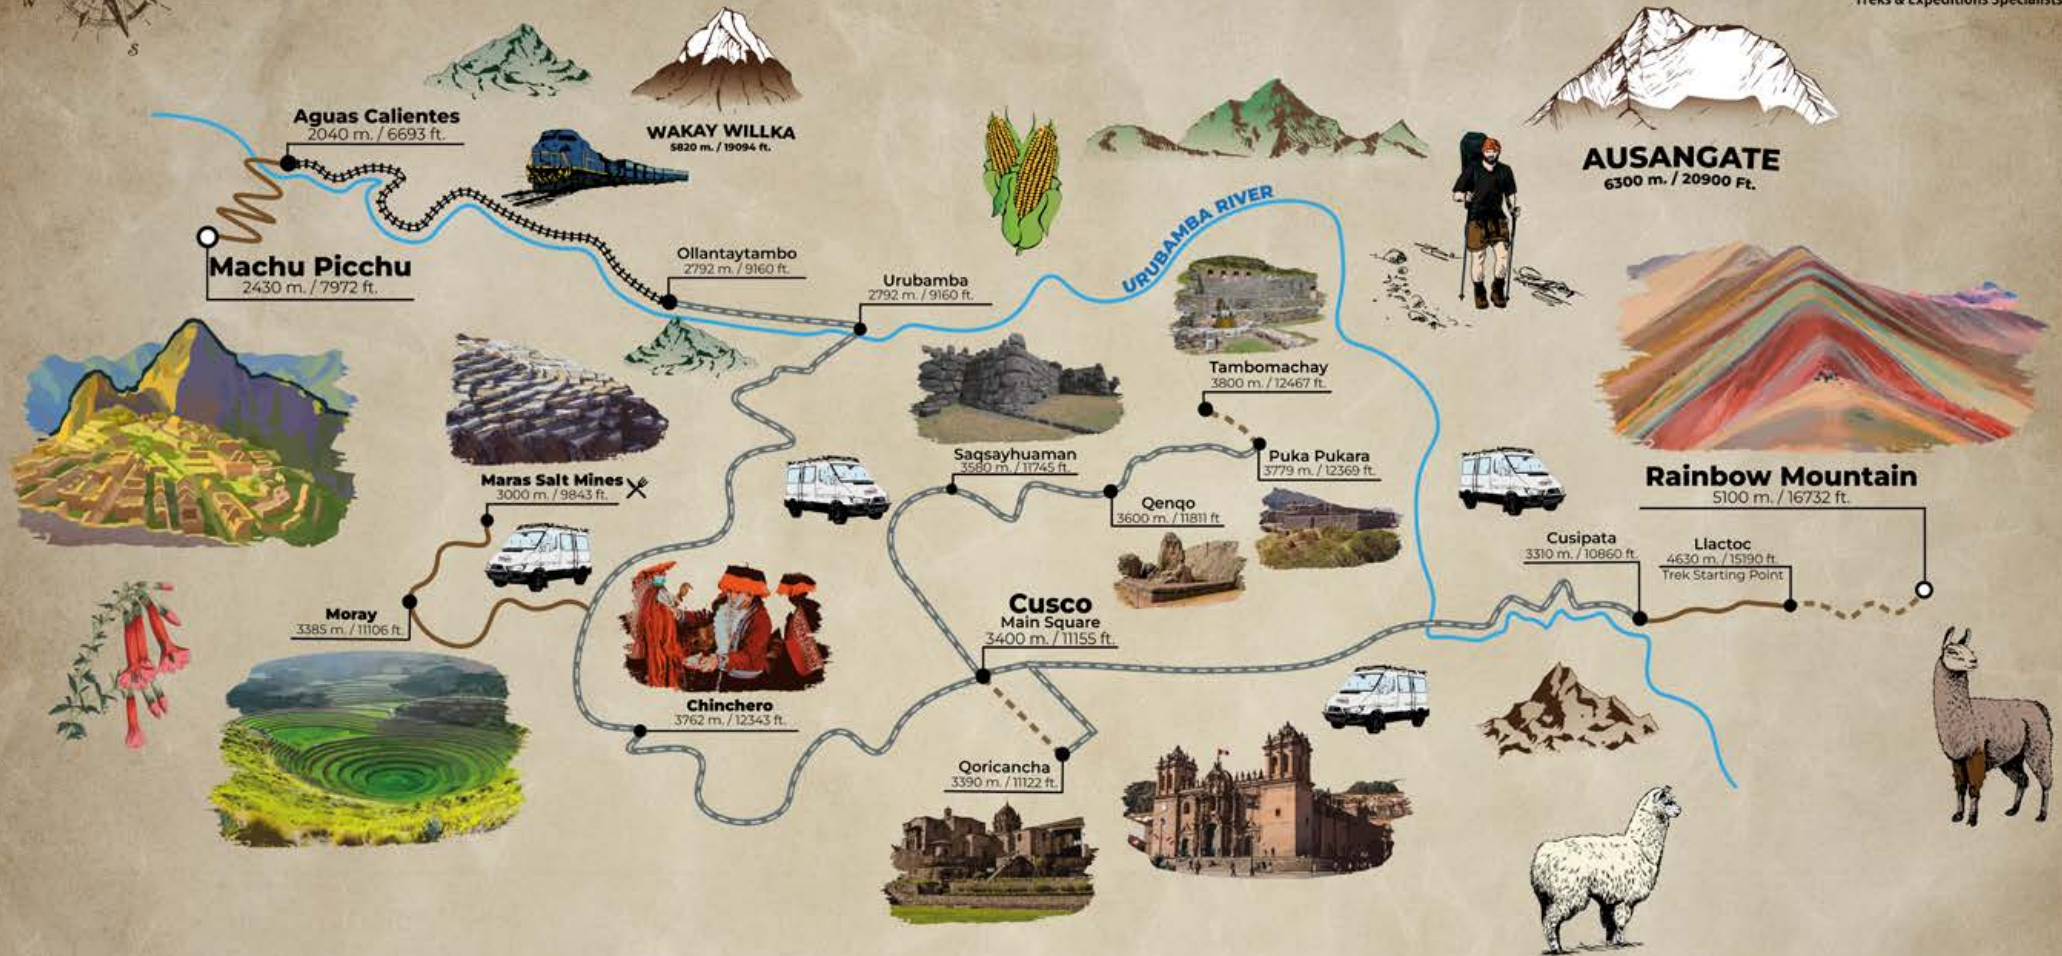 Treks & Expeditions Specialists
S
Aguas Calientes
2040 m. / 6693 ft.
WAKAY WILLKA
5820 m. / 19094 ft.
AUSANGATE
6300 m. / 20900 Ft.
URUBAMBA RIVER
Machu Picchu
2430 m. / 7972 ft.
Ollantaytambo
2792 m. / 9160 ft.
Urubamba
2792 m. / 9160 ft.
Tambomachay
3800 m. / 12467 ft.
Saqsayhuaman
3580 m. / 11745 ft.
Puka Pukara
3779 m. / 12369 ft.
Maras Salt Mines
3000 m. / 9843 ft.
Qenqo
3600 m. / 11811 ft
Rainbow Mountain
5100 m. / 16732 ft.
Cusipata
3310 m. / 10860 ft.
Llactoc
4630 m. / 15190 ft.
Trek Starting Point
Moray
3385 m. / 11106 ft.
Cusco
Main Square
3400 m. / 11155 ft.
Chinchero
3762 m. / 12343 ft.
Qoricancha
3390 m. / 11122 ft.